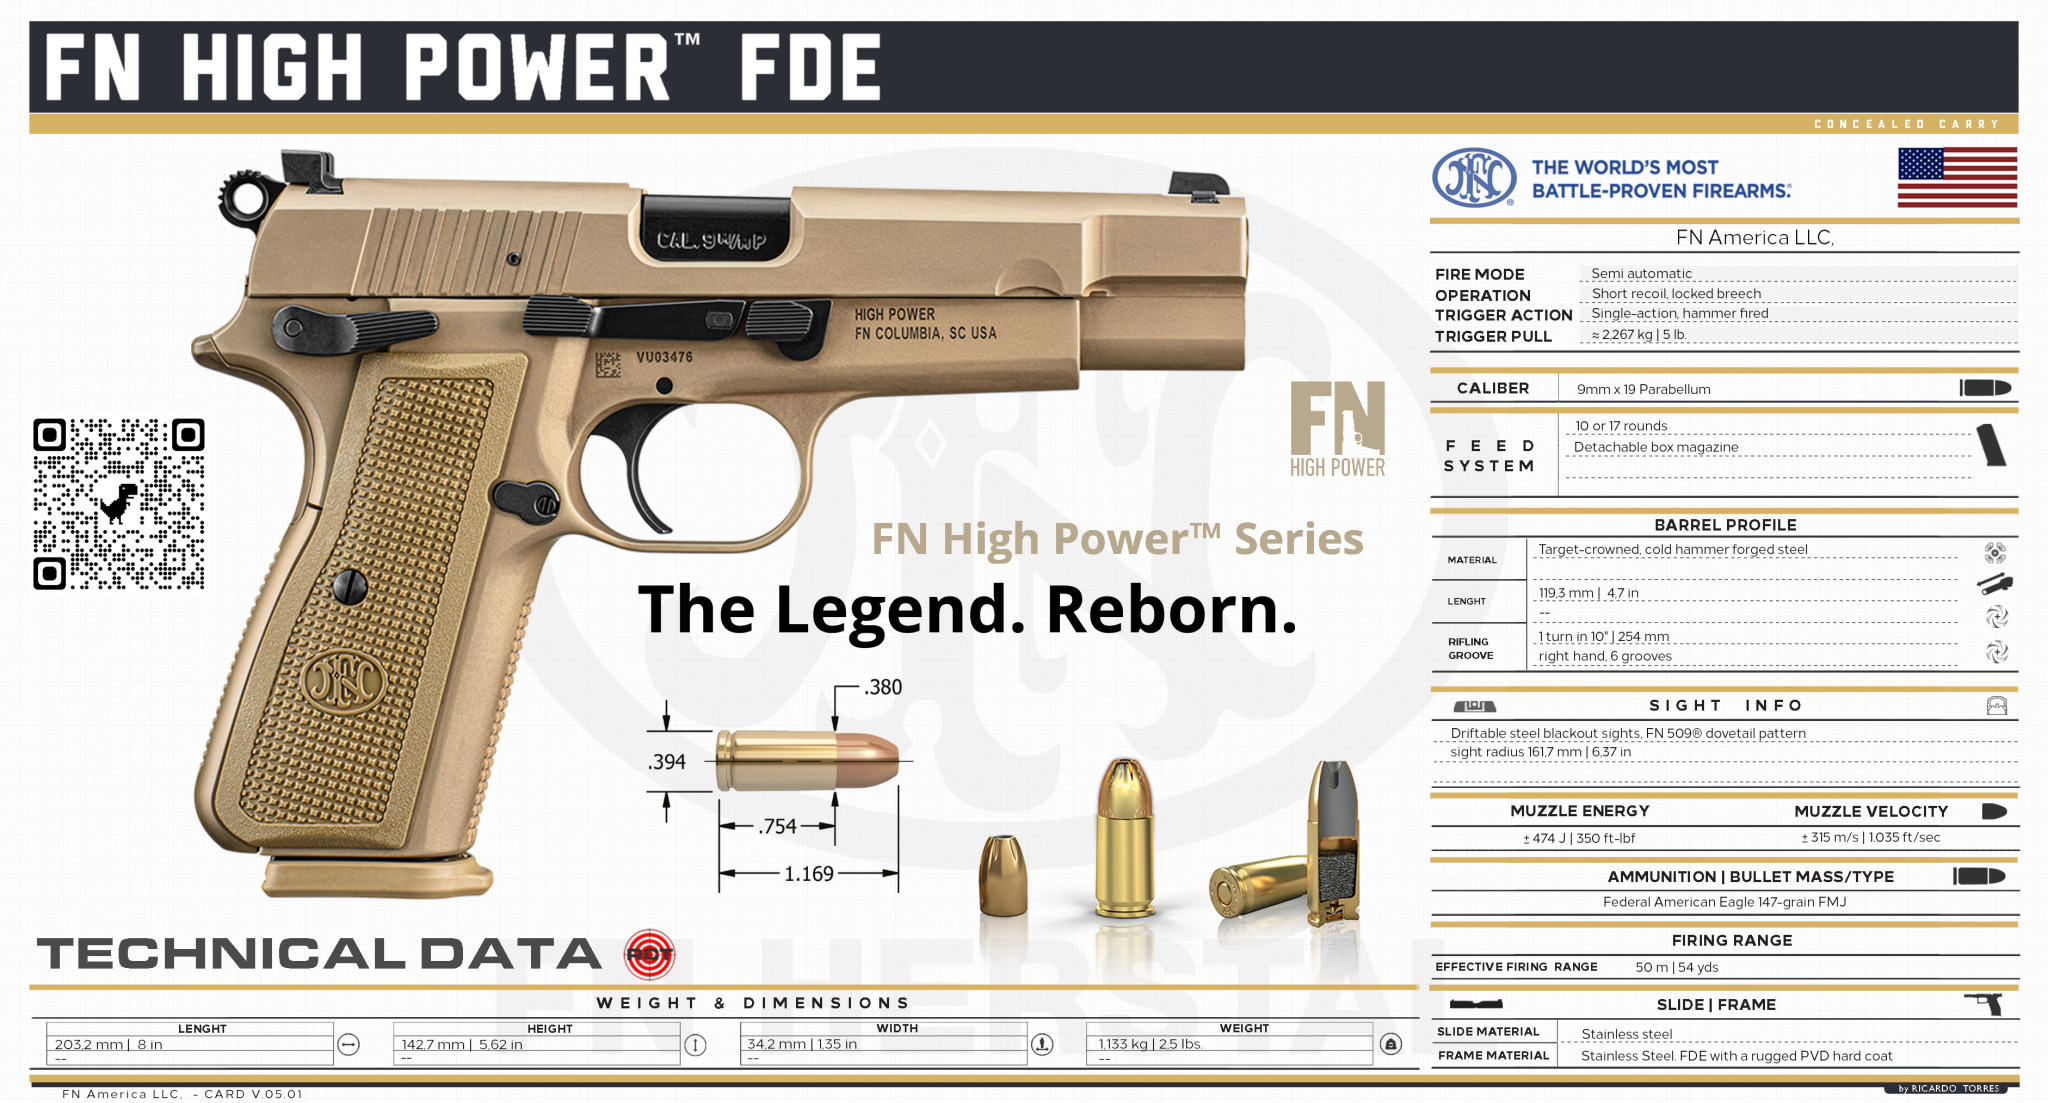 FN HIGH POWER™ FDE
CONCEALED CARRY
CAL. 9
HIGH POWER
FN COLUMBIA, SC USA
VU03476
FN
HIGH POWER
FN High Power™ Series
The Legend. Reborn.
.380
.394
.754
1.169
FN
THE WORLD'S MOST
BATTLE-PROVEN FIREARMS.®
FN America LLC,
FIRE MODE Semi automatic
OPERATION Short recoil, locked breech
TRIGGER ACTION Single-action, hammer fired
TRIGGER PULL ≈ 2,267 kg | 5 lb.
CALIBER 9mm x 19 Parabellum
FEED SYSTEM
10 or 17 rounds
Detachable box magazine
BARREL PROFILE
MATERIAL Target-crowned, cold hammer forged steel
LENGHT 119,3 mm | 4,7 in
--
RIFLING GROOVE
1 turn in 10" | 254 mm
right hand, 6 grooves
SIGHT INFO
Driftable steel blackout sights, FN 509® dovetail pattern
sight radius 161,7 mm | 6,37 in
MUZZLE ENERGY MUZZLE VELOCITY
± 474 J | 350 ft-lbf ± 315 m/s | 1.035 ft/sec
AMMUNITION | BULLET MASS/TYPE
Federal American Eagle 147-grain FMJ
FIRING RANGE
EFFECTIVE FIRING RANGE 50 m | 54 yds
SLIDE | FRAME
SLIDE MATERIAL Stainless steel
FRAME MATERIAL Stainless Steel. FDE with a rugged PVD hard coat
TECHNICAL DATA RDT
FN HERSTAL
WEIGHT & DIMENSIONS
LENGHT HEIGHT WIDTH WEIGHT
203,2 mm | 8 in 142,7 mm | 5,62 in 34,2 mm | 1,35 in 1,133 kg | 2,5 lbs.
-- -- -- --
FN America LLC, - CARD V.05.01
by RICARDO TORRES